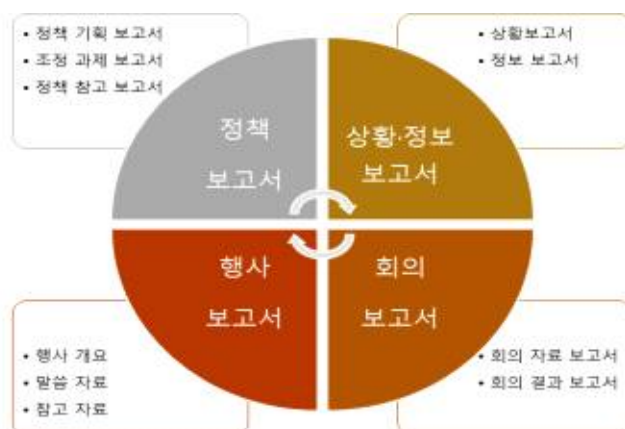 • 정책 기획 보고서
• 조정 과제 보고서
• 정책 참고 보고서
• 상황보고서
• 정보 보고서
정책
보고서
상황·정보
보고서
행사
보고서
회의
보고서
• 행사 개요
• 말씀 자료
• 참고 자료
• 회의 자료 보고서
• 회의 결과 보고서